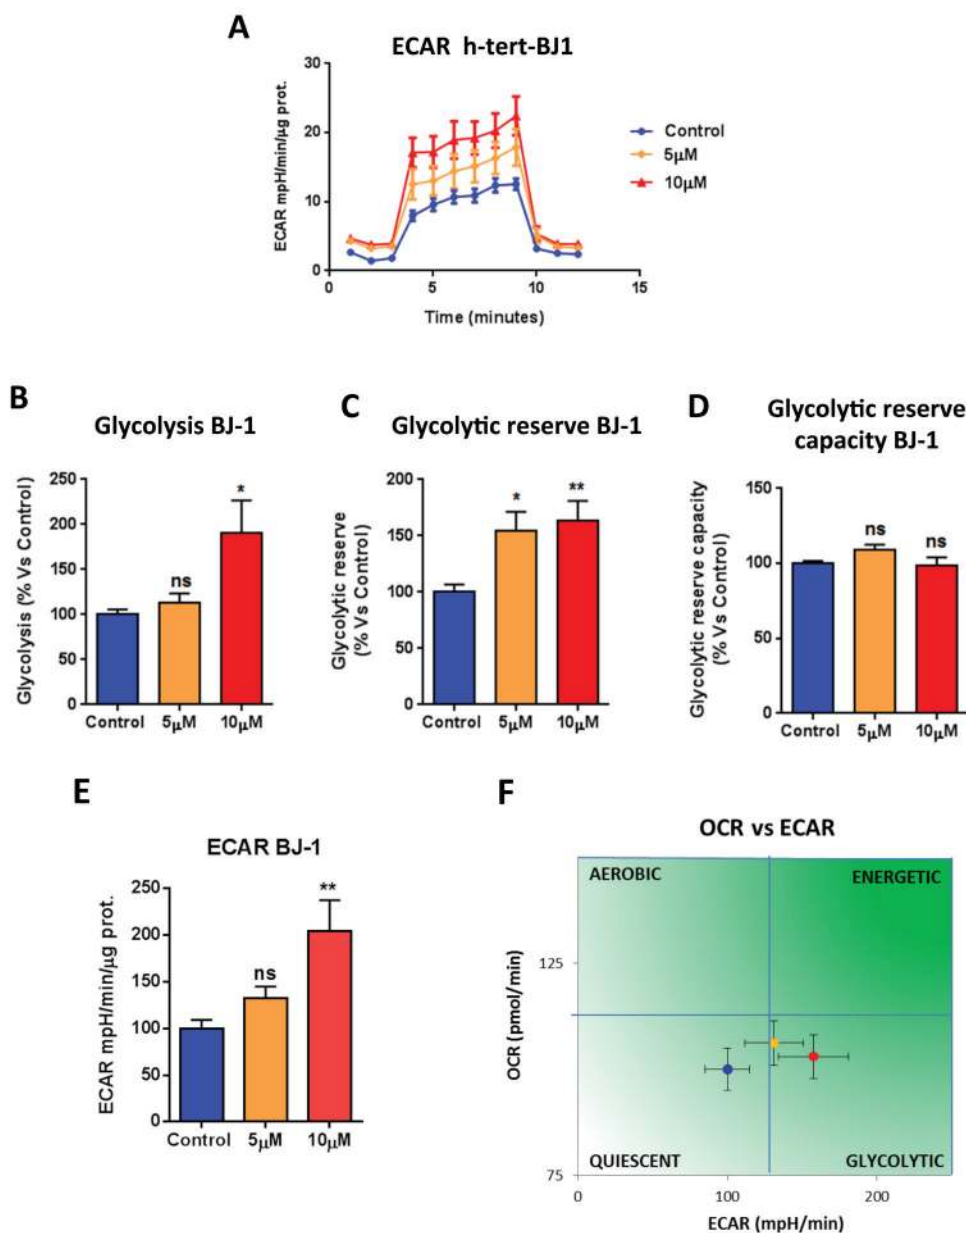 A
ECAR h-tert-BJ1
ECAR mpH/min/µg prot.
30
20
10
0
0
5
10
15
Time (minutes)
Control
5µM
10µM
B
Glycolysis BJ-1
Glycolysis (% Vs Control)
250
200
150
100
50
0
ns
*
Control
5µM
10µM
C
Glycolytic reserve BJ-1
Glycolytic reserve
(% Vs Control)
200
150
100
50
0
*
**
Control
5µM
10µM
D
Glycolytic reserve
capacity BJ-1
Glycolytic reserve capacity
(% Vs Control)
150
100
50
0
ns
ns
Control
5µM
10µM
E
ECAR BJ-1
ECAR mpH/min/µg prot.
250
200
150
100
50
0
ns
**
Control
5µM
10µM
F
OCR vs ECAR
AEROBIC
ENERGETIC
OCR (pmol/min)
125
75
QUIESCENT
GLYCOLYTIC
0
100
200
ECAR (mpH/min)